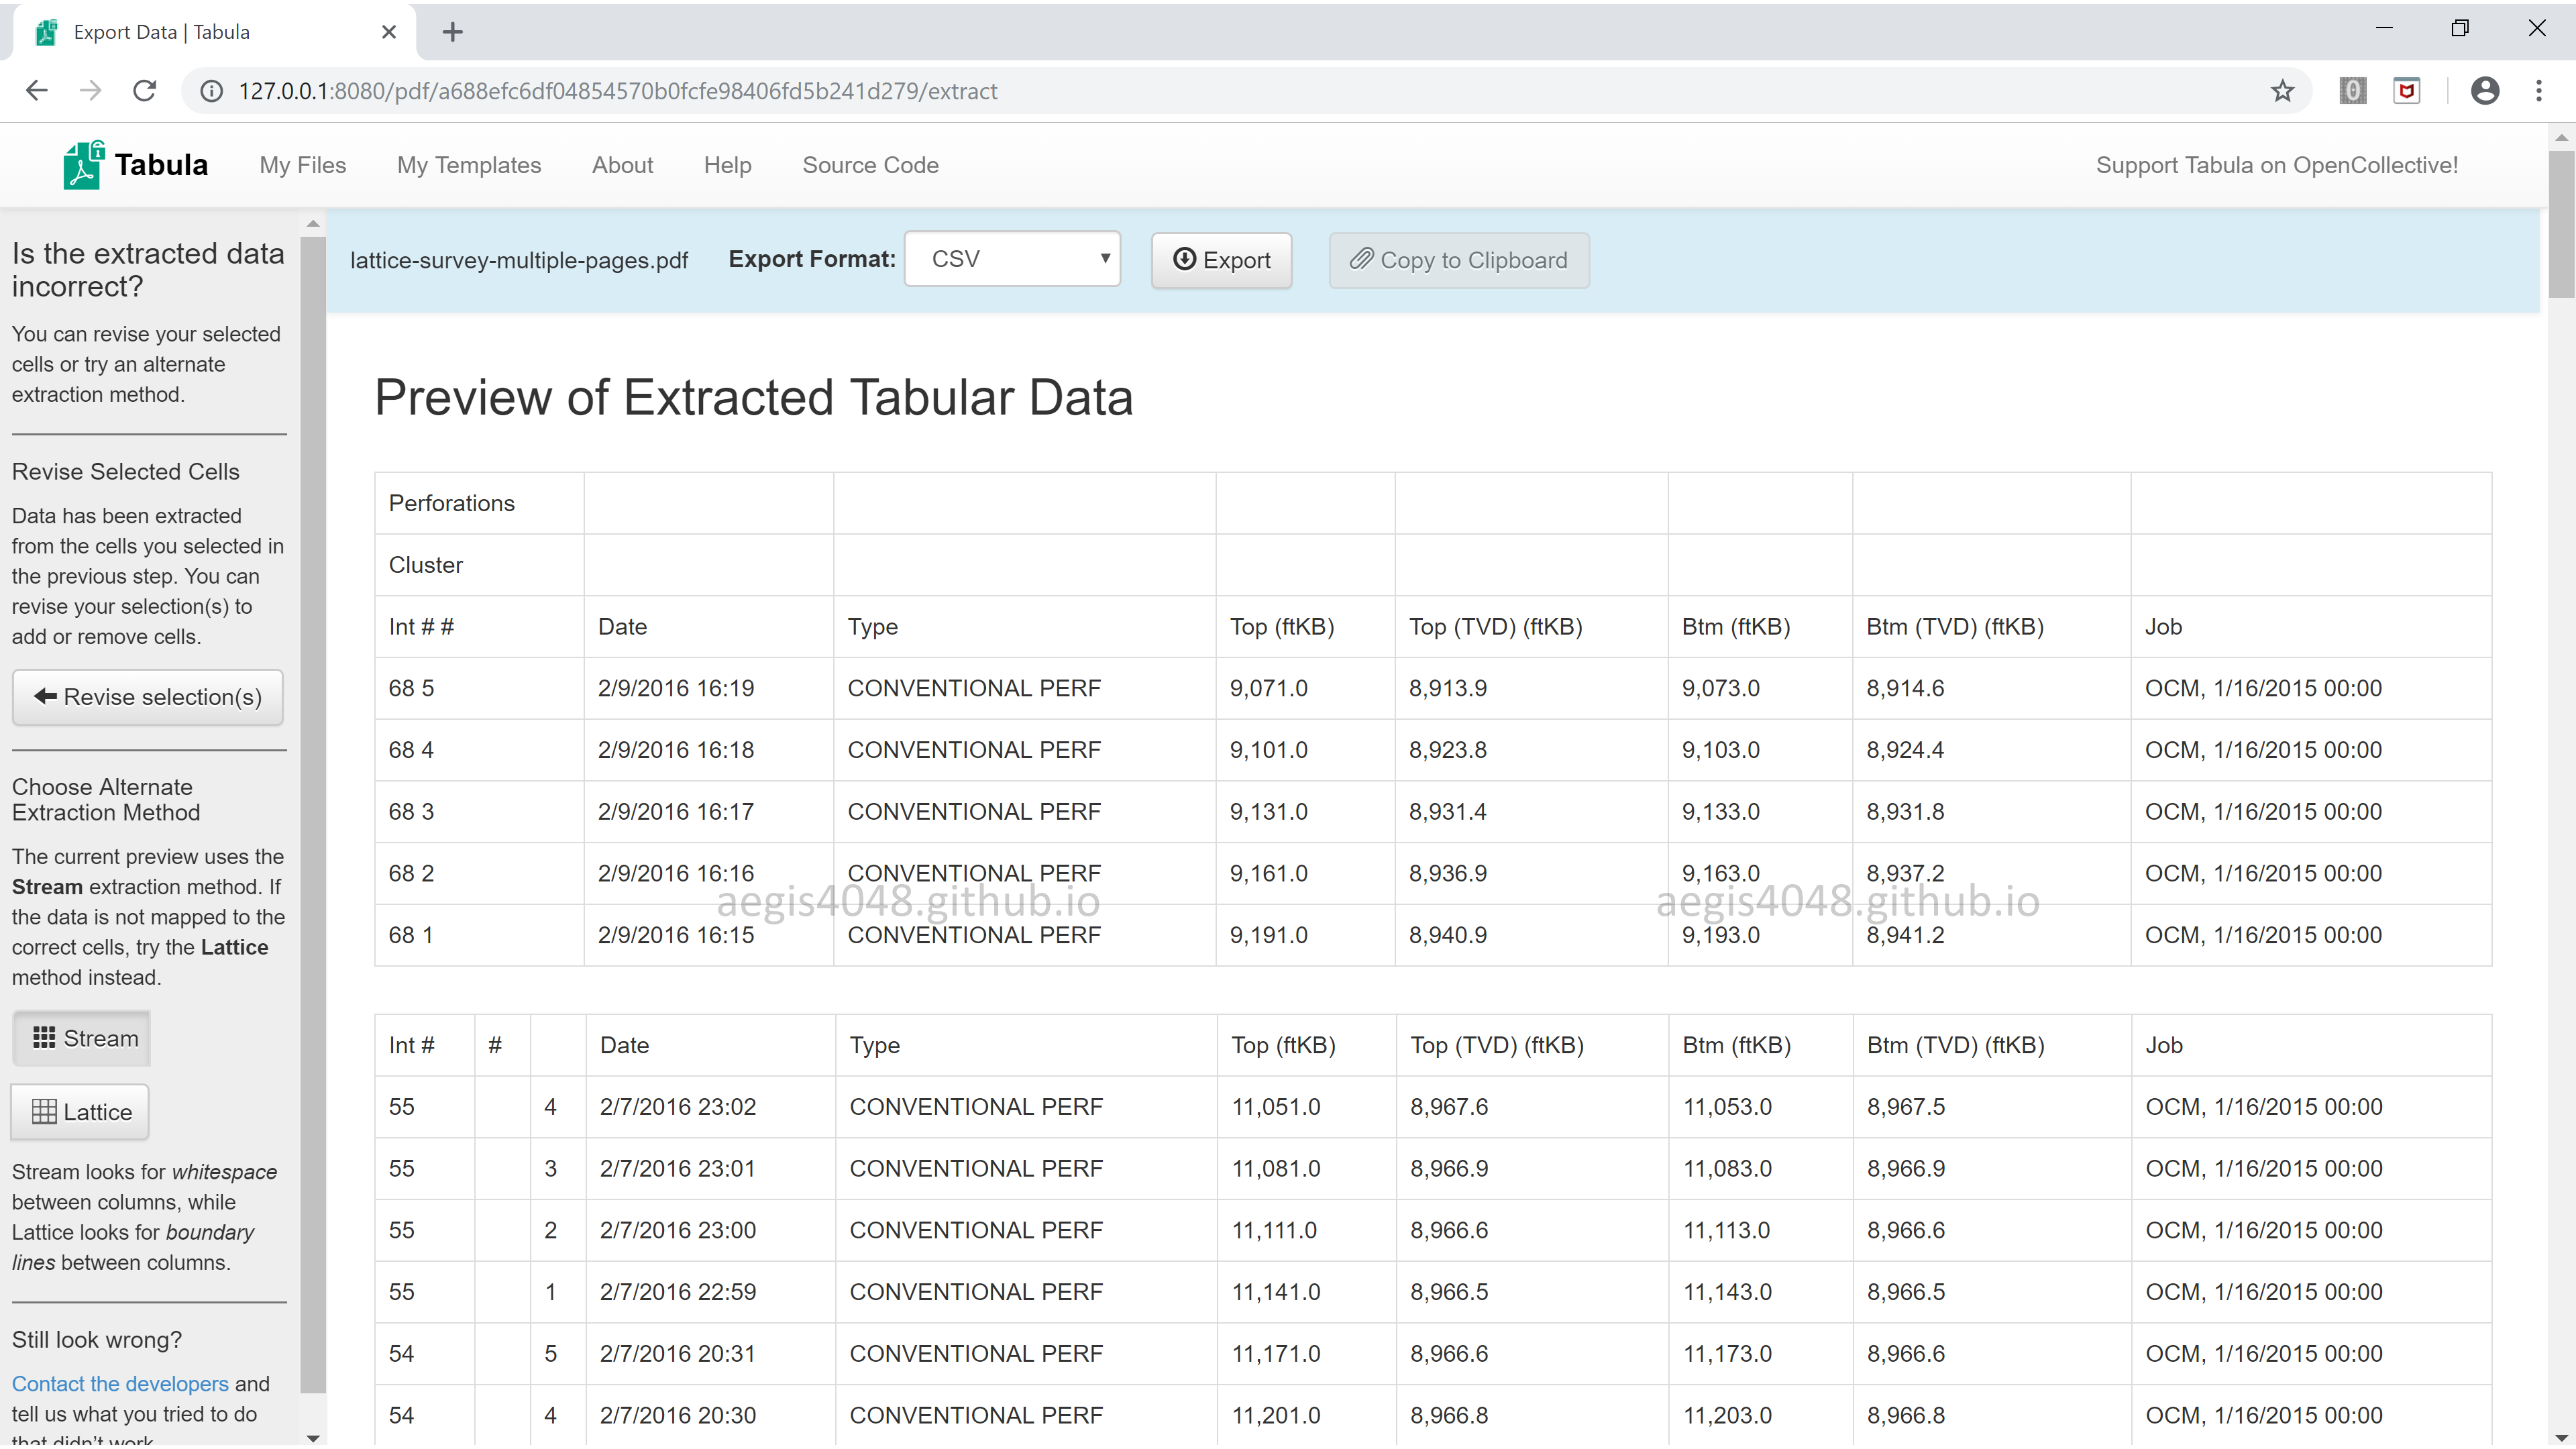 Export Data | Tabula
127.0.0.1:8080/pdf/a688efc6df04854570b0fcfe98406fd5b241d279/extract
Tabula My Files My Templates About Help Source Code Support Tabula on OpenCollective!
Is the extracted data
incorrect?
You can revise your selected
cells or try an alternate
extraction method.
Revise Selected Cells
Data has been extracted
from the cells you selected in
the previous step. You can
revise your selection(s) to
add or remove cells.
Revise selection(s)
Choose Alternate
Extraction Method
The current preview uses the
Stream extraction method. If
the data is not mapped to the
correct cells, try the Lattice
method instead.
Stream
Lattice
Stream looks for whitespace
between columns, while
Lattice looks for boundary
lines between columns.
Still look wrong?
Contact the developers and
tell us what you tried to do
that didn't work
lattice-survey-multiple-pages.pdf Export Format: CSV Export Copy to Clipboard
Preview of Extracted Tabular Data
Perforations
Cluster
Int # # Date Type Top (ftKB) Top (TVD) (ftKB) Btm (ftKB) Btm (TVD) (ftKB) Job
68 5 2/9/2016 16:19 CONVENTIONAL PERF 9,071.0 8,913.9 9,073.0 8,914.6 OCM, 1/16/2015 00:00
68 4 2/9/2016 16:18 CONVENTIONAL PERF 9,101.0 8,923.8 9,103.0 8,924.4 OCM, 1/16/2015 00:00
68 3 2/9/2016 16:17 CONVENTIONAL PERF 9,131.0 8,931.4 9,133.0 8,931.8 OCM, 1/16/2015 00:00
68 2 2/9/2016 16:16 CONVENTIONAL PERF 9,161.0 8,936.9 9,163.0 8,937.2 OCM, 1/16/2015 00:00
aegis4048.github.io aegis4048.github.io
68 1 2/9/2016 16:15 CONVENTIONAL PERF 9,191.0 8,940.9 9,193.0 8,941.2 OCM, 1/16/2015 00:00
Int # # Date Type Top (ftKB) Top (TVD) (ftKB) Btm (ftKB) Btm (TVD) (ftKB) Job
55 4 2/7/2016 23:02 CONVENTIONAL PERF 11,051.0 8,967.6 11,053.0 8,967.5 OCM, 1/16/2015 00:00
55 3 2/7/2016 23:01 CONVENTIONAL PERF 11,081.0 8,966.9 11,083.0 8,966.9 OCM, 1/16/2015 00:00
55 2 2/7/2016 23:00 CONVENTIONAL PERF 11,111.0 8,966.6 11,113.0 8,966.6 OCM, 1/16/2015 00:00
55 1 2/7/2016 22:59 CONVENTIONAL PERF 11,141.0 8,966.5 11,143.0 8,966.5 OCM, 1/16/2015 00:00
54 5 2/7/2016 20:31 CONVENTIONAL PERF 11,171.0 8,966.6 11,173.0 8,966.6 OCM, 1/16/2015 00:00
54 4 2/7/2016 20:30 CONVENTIONAL PERF 11,201.0 8,966.8 11,203.0 8,966.8 OCM, 1/16/2015 00:00